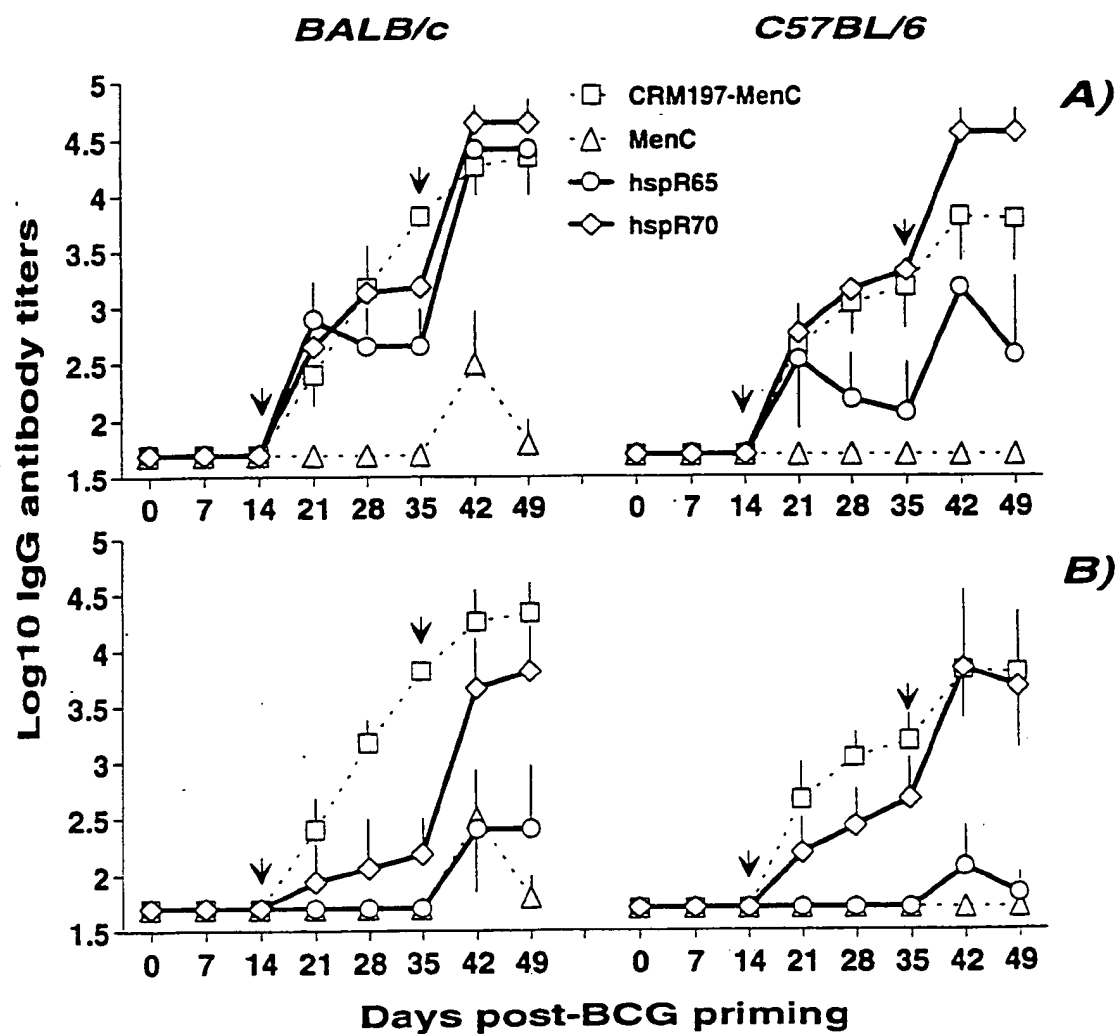 BALB/c C57BL/6
A)
CRM197-MenC
MenC
hspR65
hspR70
5
4.5
4
3.5
3
2.5
2
1.5
0 7 14 21 28 35 42 49 0 7 14 21 28 35 42 49
B)
5
4.5
4
3.5
3
2.5
2
1.5
0 7 14 21 28 35 42 49 0 7 14 21 28 35 42 49
Log10 IgG antibody titers
Days post-BCG priming